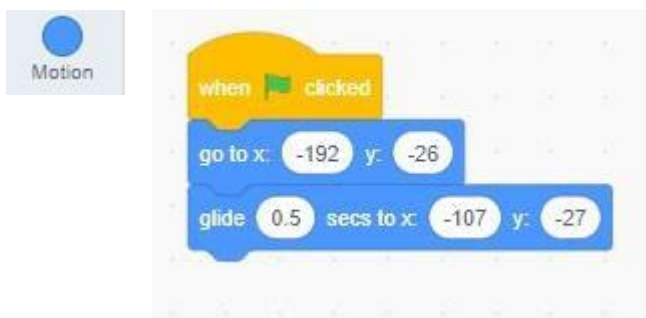 Motion
when clicked
go to x: -192 y: -26
glide 0.5 secs to x: -107 y: -27